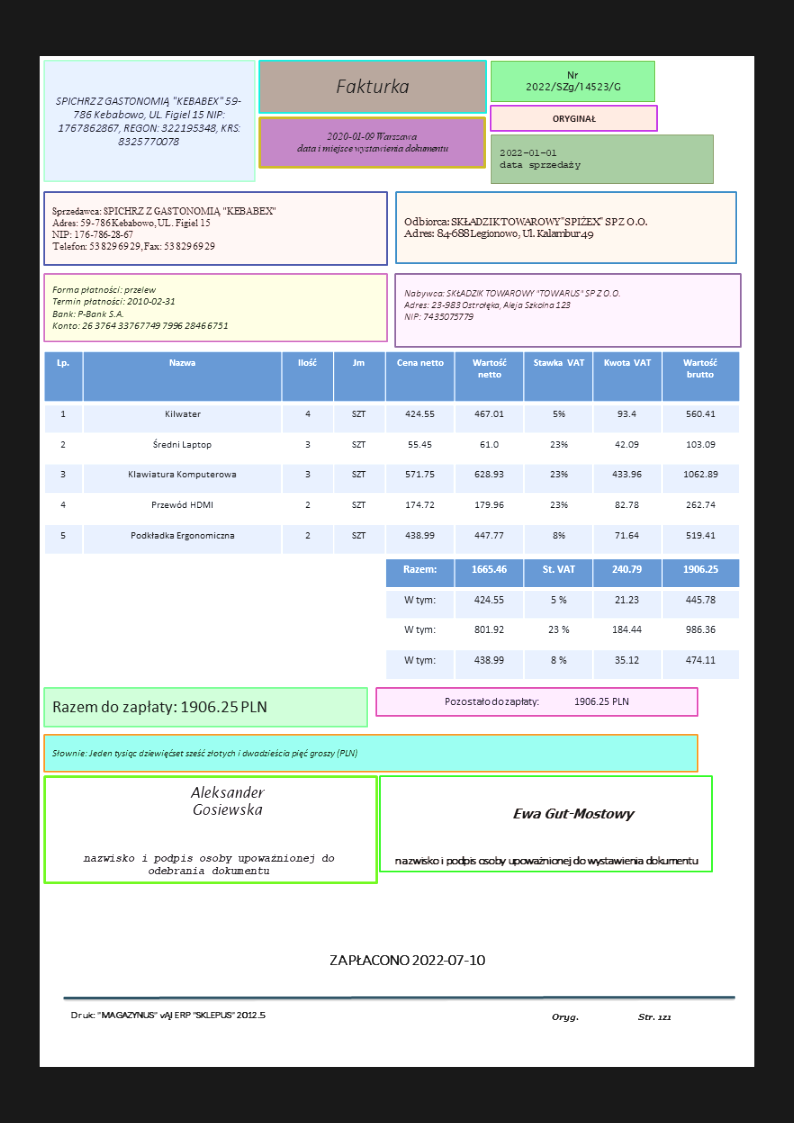 SPICHRZ Z GASTONOMIĄ "KEBABEX" 59-
786 Kebabowo, UL. Figiel 15 NIP:
1767862867, REGON: 322195348, KRS:
8325770078
Fakturka
2020-01-09 Warszawa
data i miejsce wystawienia dokumentu
Nr
2022/SZg/14523/G
ORYGINAŁ
2022-01-01
data sprzedaży
Sprzedawca: SPICHRZ Z GASTONOMIĄ "KEBABEX"
Adres: 59-786 Kebabowo, UL. Figiel 15
NIP: 176-786-28-67
Telefon: 538296929, Fax: 538296929
Odbiorca: SKŁADZIK TOWAROWY "SPIŻEX" SP Z O.O.
Adres: 84-688 Legionowo, Ul. Kalambur 49
Forma płatności: przelew
Termin płatności: 2010-02-31
Bank: P-Bank S.A.
Konto: 26 3764 33767749 7996 28466751
Nabywca: SKŁADZIK TOWAROWY "TOWARUS" SP Z O.O.
Adres: 23-983 Ostrołęka, Aleja Szkolna 123
NIP: 7435075779
Lp. Nazwa Ilość Jm Cena netto Wartość netto Stawka VAT Kwota VAT Wartość brutto
1 Kilwater 4 SZT 424.55 467.01 5% 93.4 560.41
2 Średni Laptop 3 SZT 55.45 61.0 23% 42.09 103.09
3 Klawiatura Komputerowa 3 SZT 571.75 628.93 23% 433.96 1062.89
4 Przewód HDMI 2 SZT 174.72 179.96 23% 82.78 262.74
5 Podkładka Ergonomiczna 2 SZT 438.99 447.77 8% 71.64 519.41
Razem: 1665.46 St. VAT 240.79 1906.25
W tym: 424.55 5 % 21.23 445.78
W tym: 801.92 23 % 184.44 986.36
W tym: 438.99 8 % 35.12 474.11
Razem do zapłaty: 1906.25 PLN
Pozostało do zapłaty: 1906.25 PLN
Słownie: Jeden tysiąc dziewięćset sześć złotych i dwadzieścia pięć groszy (PLN)
Aleksander
Gosiewska
nazwisko i podpis osoby upoważnionej do
odebrania dokumentu
Ewa Gut-Mostowy
nazwisko i podpis osoby upoważnionej do wystawienia dokumentu
ZAPŁACONO 2022-07-10
Druk: "MAGAZYNUS" vAJ ERP "SKLEPUS" 2012.5
Oryg. Str. 1z1